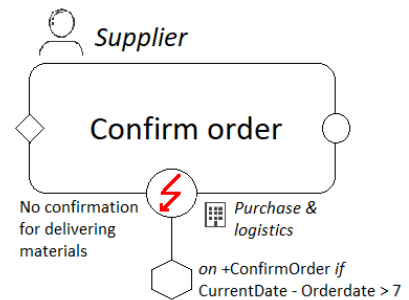 Supplier
Confirm order
No confirmation
for delivering
materials
Purchase &
logistics
on +ConfirmOrder if
CurrentDate - Orderdate > 7